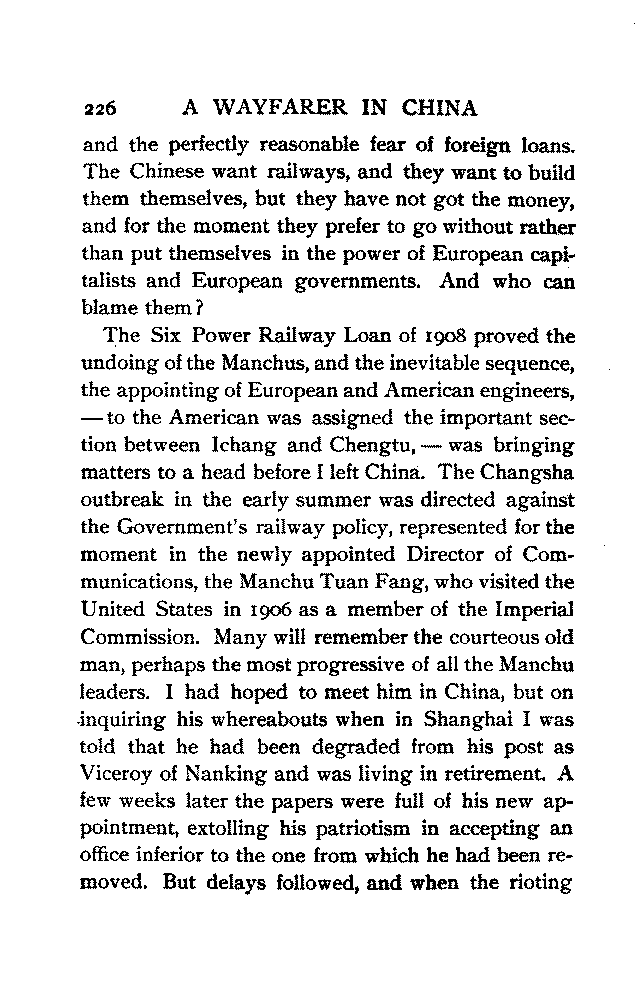 226 A WAYFARER IN CHINA
and the perfectly reasonable fear of foreign loans.
The Chinese want railways, and they want to build
them themselves, but they have not got the money,
and for the moment they prefer to go without rather
than put themselves in the power of European capi-
talists and European governments. And who can
blame them?
The Six Power Railway Loan of 1908 proved the
undoing of the Manchus, and the inevitable sequence,
the appointing of European and American engineers,
— to the American was assigned the important sec-
tion between Ichang and Chengtu, — was bringing
matters to a head before I left China. The Changsha
outbreak in the early summer was directed against
the Government's railway policy, represented for the
moment in the newly appointed Director of Com-
munications, the Manchu Tuan Fang, who visited the
United States in 1906 as a member of the Imperial
Commission. Many will remember the courteous old
man, perhaps the most progressive of all the Manchu
leaders. I had hoped to meet him in China, but on
inquiring his whereabouts when in Shanghai I was
told that he had been degraded from his post as
Viceroy of Nanking and was living in retirement. A
few weeks later the papers were full of his new ap-
pointment, extolling his patriotism in accepting an
office inferior to the one from which he had been re-
moved. But delays followed, and when the rioting